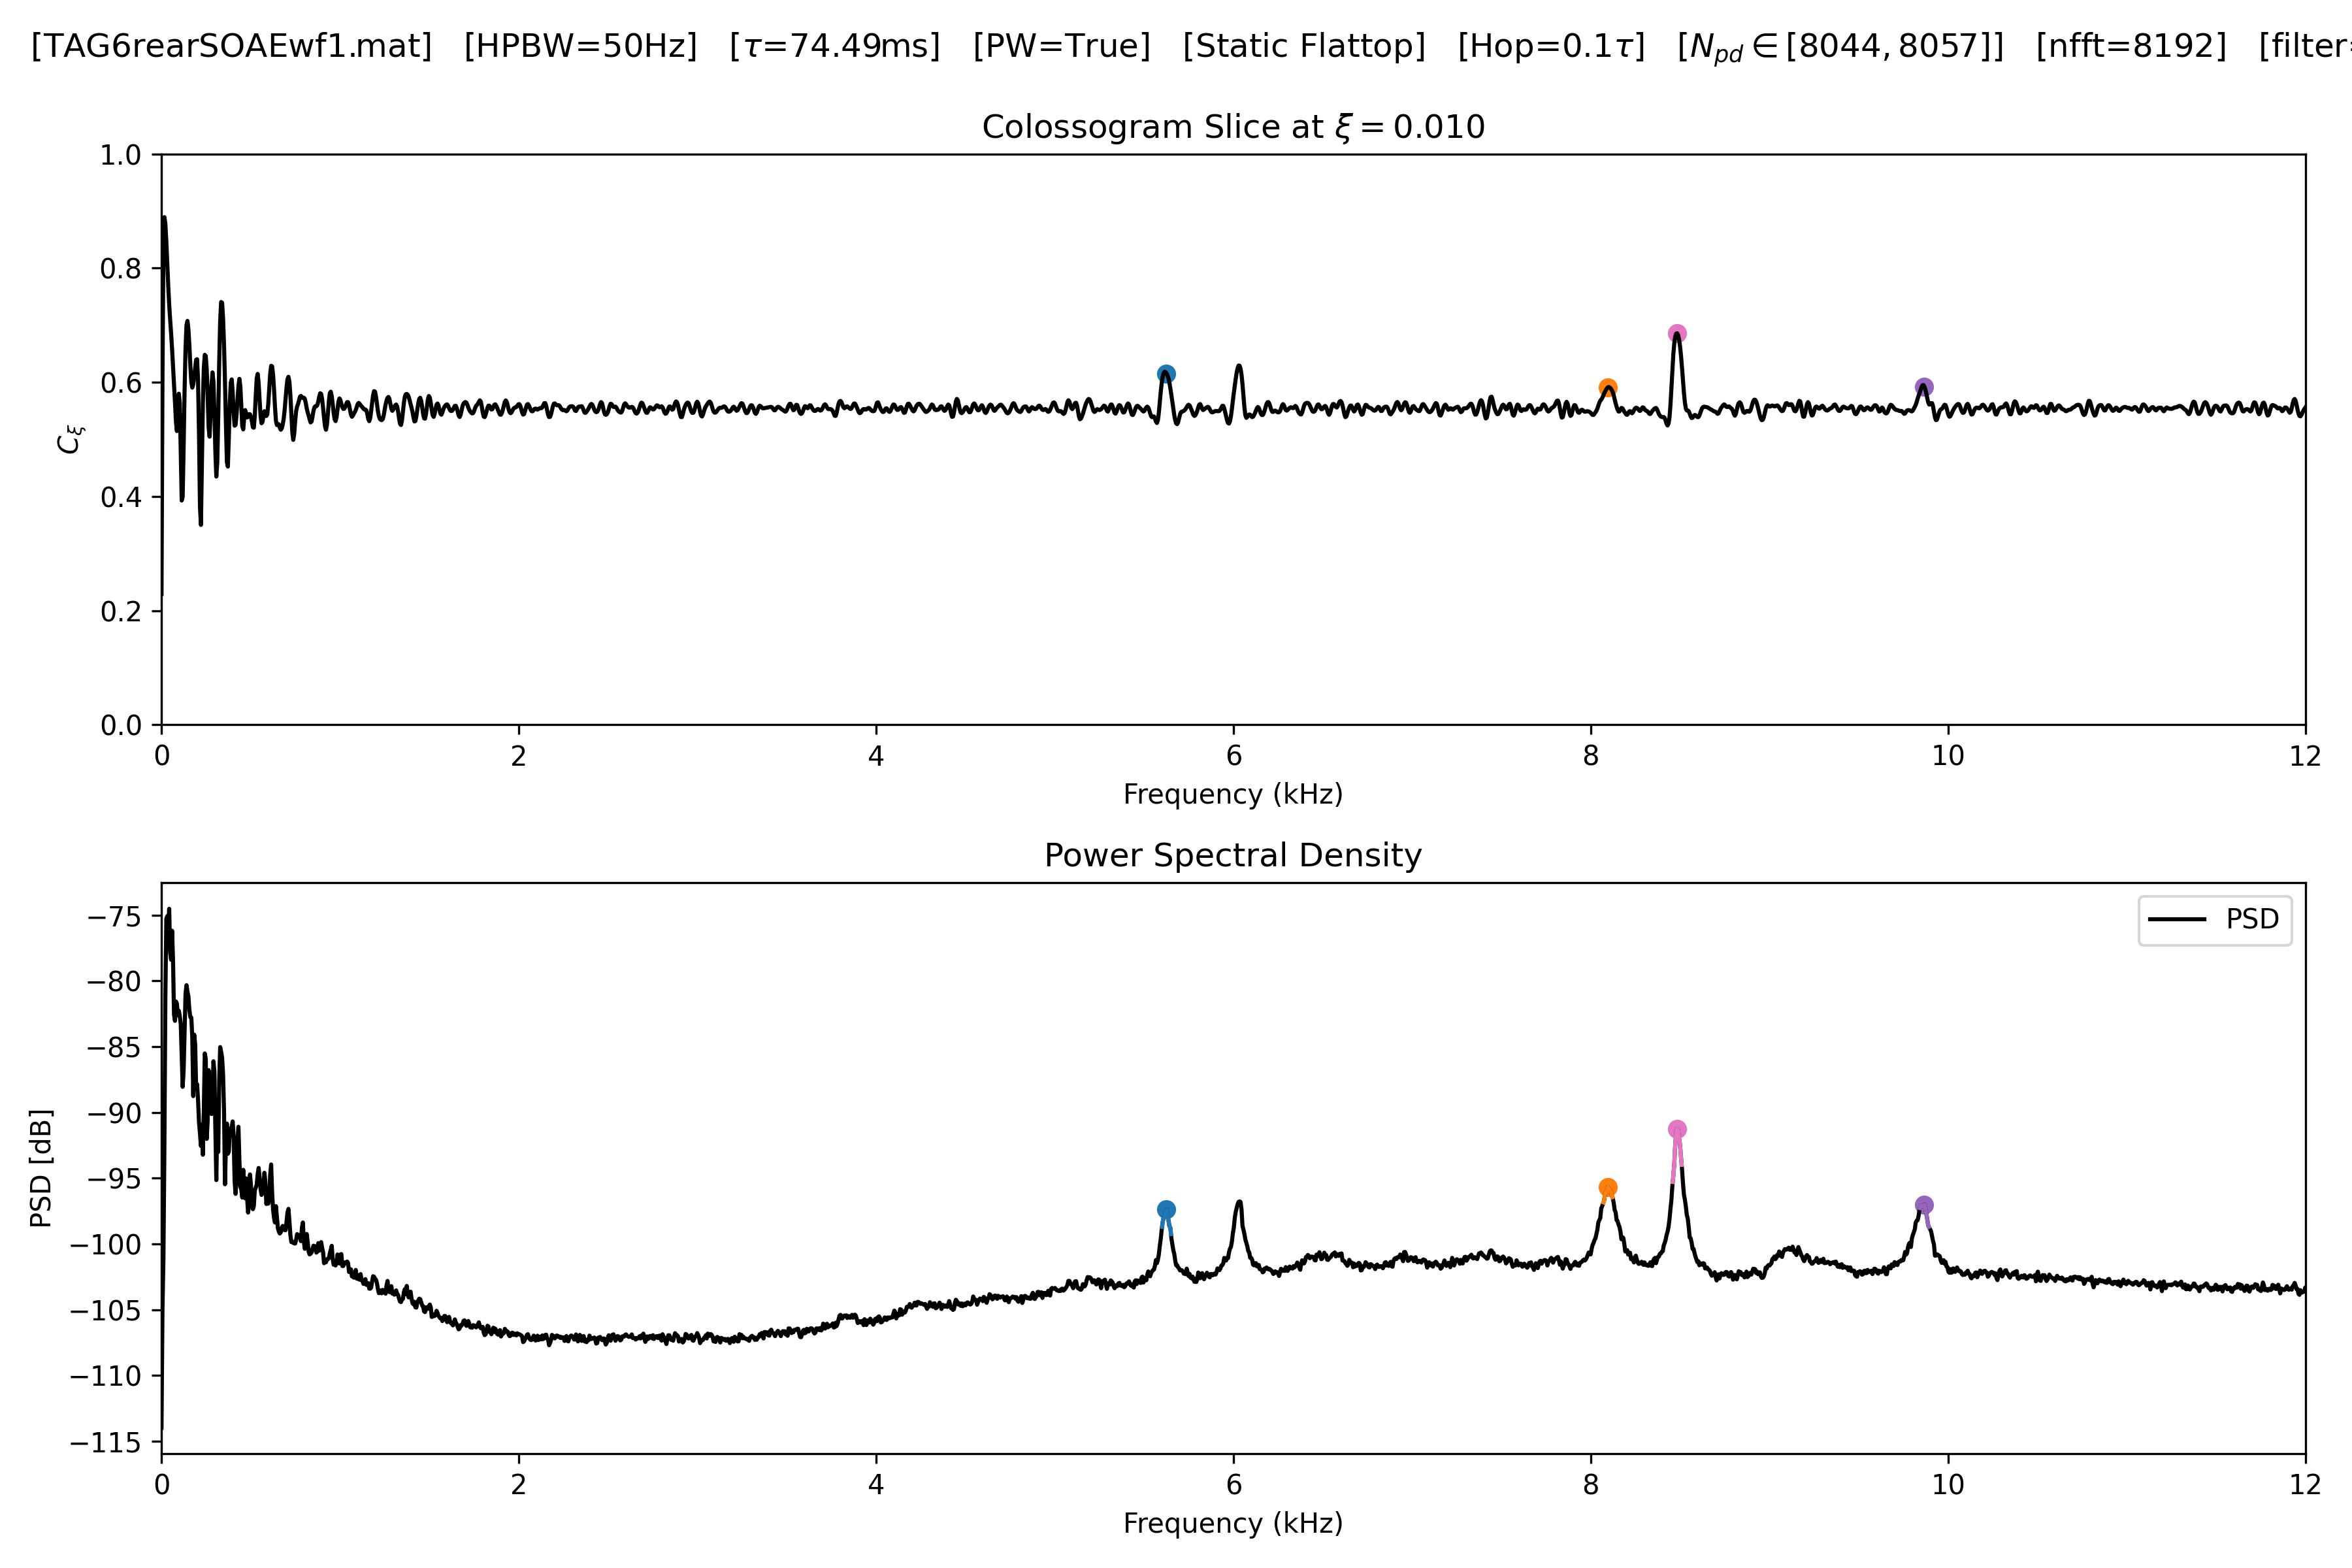 [TAG6rearSOAEwf1.mat] [HPBW=50Hz] [τ=74.49ms] [PW=True] [Static Flattop] [Hop=0.1τ] [N_pd ∈ [8044, 8057]] [nfft=8192] [filter=
Colossogram Slice at ξ = 0.010
1.0
0.8
0.6
0.4
0.2
0.0
C_ξ
0 2 4 6 8 10 12
Frequency (kHz)
Power Spectral Density
PSD
−75
−80
−85
−90
−95
−100
−105
−110
−115
PSD [dB]
0 2 4 6 8 10 12
Frequency (kHz)